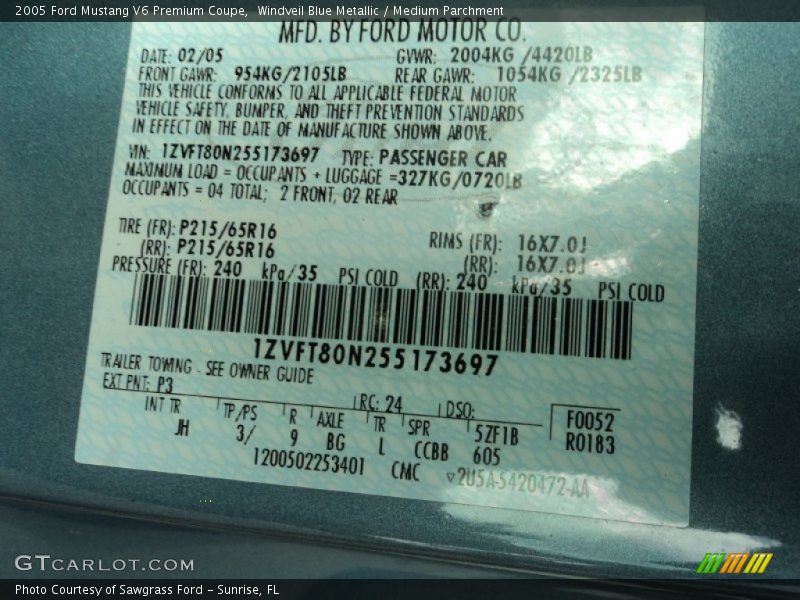 2005 Ford Mustang V6 Premium Coupe, Windveil Blue Metallic / Medium Parchment
MFD. BY FORD MOTOR CO.
DATE: 02/05 GVWR: 2004KG /4420LB
FRONT GAWR: 954KG/2105LB REAR GAWR: 1054KG /2325LB
THIS VEHICLE CONFORMS TO ALL APPLICABLE FEDERAL MOTOR
VEHICLE SAFETY, BUMPER, AND THEFT PREVENTION STANDARDS
IN EFFECT ON THE DATE OF MANUFACTURE SHOWN ABOVE.
VIN: 1ZVFT80N255173697 TYPE: PASSENGER CAR
MAXIMUM LOAD = OCCUPANTS + LUGGAGE =327KG/0720LB
OCCUPANTS = 04 TOTAL; 2 FRONT, 02 REAR
TIRE (FR): P215/65R16 RIMS (FR): 16X7.0J
(RR): P215/65R16 (RR): 16X7.0J
PRESSURE (FR): 240 kPa/35 PSI COLD (RR): 240 kPa/35 PSI COLD
1ZVFT80N255173697
TRAILER TOWING - SEE OWNER GUIDE
EXT PNT: P3 RC: 24 DSO: F0052
INT TR TP/PS R AXLE TR SPR 5ZF1B R0183
JH 3/ 9 BG L CCBB 605
1200502253401 CMC ▽2U5A-5420472-AA
GTCARLOT.COM
Photo Courtesy of Sawgrass Ford - Sunrise, FL